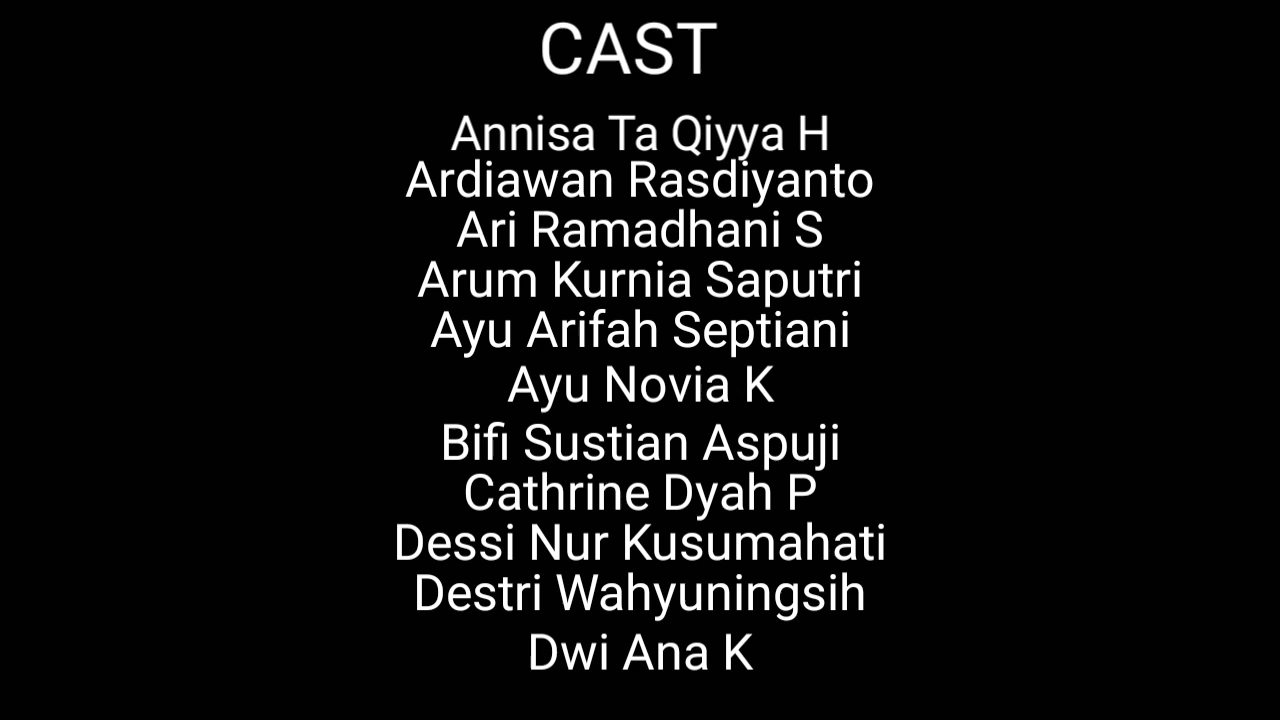 CAST
Annisa Ta Qiyya H
Ardiawan Rasdiyanto
Ari Ramadhani S
Arum Kurnia Saputri
Ayu Arifah Septiani
Ayu Novia K
Bifi Sustian Aspuji
Cathrine Dyah P
Dessi Nur Kusumahati
Destri Wahyuningsih
Dwi Ana K